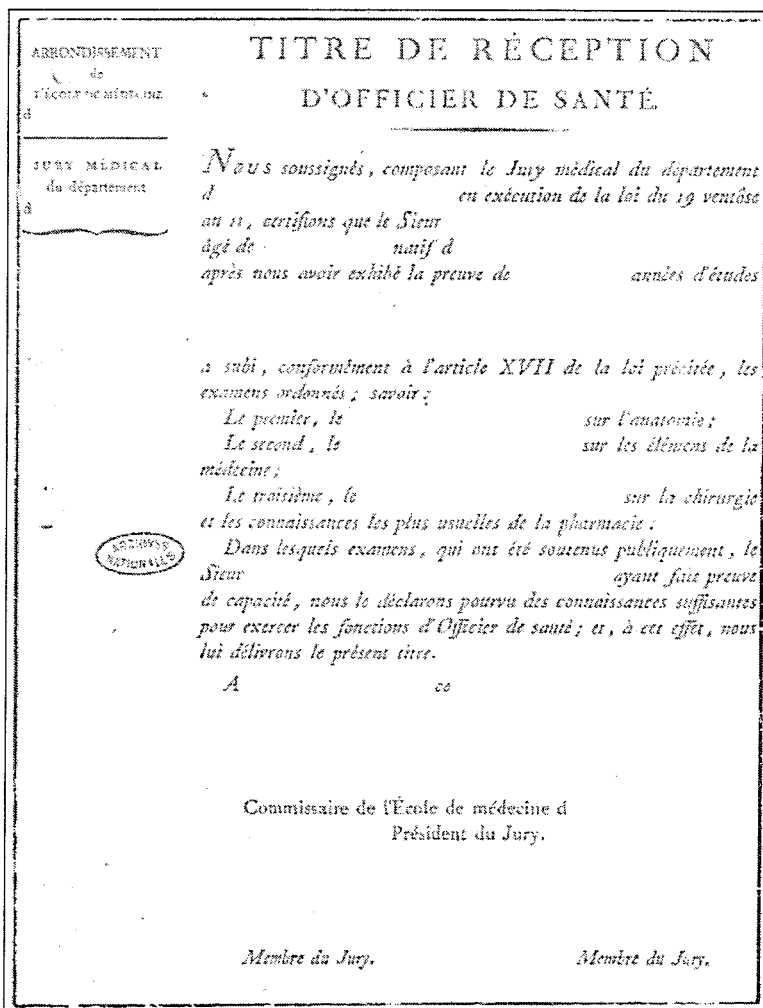 ARRONDISSEMENT
de
L'ÉCOLE DE MÉDECINE
d
JURY MÉDICAL
du département
d
TITRE DE RÉCEPTION
D'OFFICIER DE SANTÉ
Nous soussignés, composant le Jury médical du département
d en exécution de la loi du 19 ventôse
an 11, certifions que le Sieur
âgé de natif d
après nous avoir exhibé la preuve de années d'études
a subi, conformément à l'article XVII de la loi précitée, les
examens ordonnés; savoir:
Le premier, le sur l'anatomie;
Le second, le sur les élémens de la
médecine;
Le troisième, le sur la chirurgie
et les connaissances les plus usuelles de la pharmacie.
Dans lesquels examens, qui ont été soutenus publiquement, le
Sieur ayant fait preuve
de capacité, nous le déclarons pourvu des connaissances suffisantes
pour exercer les fonctions d'Officier de santé; et, à cet effet, nous
lui délivrons le présent titre.
A ce
Commissaire de l'École de médecine d
Président du Jury.
Membre du Jury. Membre du Jury.
ARCHIVES
NATIONALES